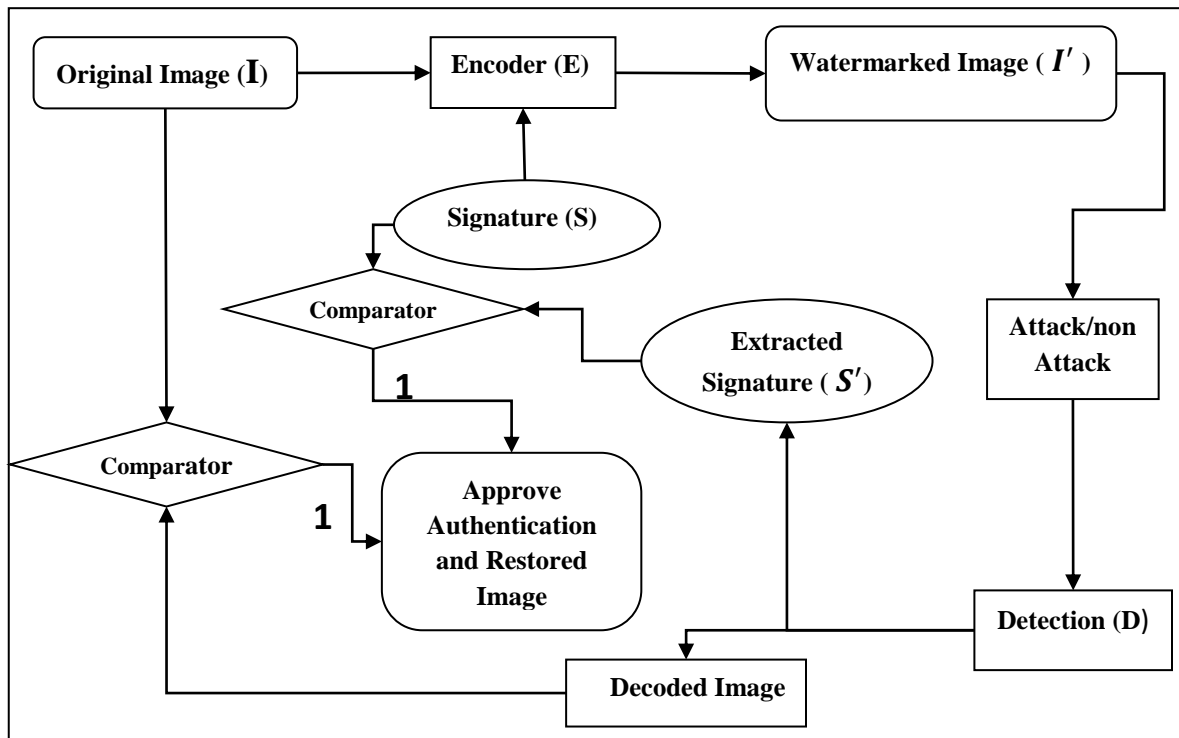 Original Image (I)
Encoder (E)
Watermarked Image ( I′ )
Signature (S)
Comparator
Extracted
Signature ( S′)
Attack/non
Attack
1
Comparator
1
Approve
Authentication
and Restored
Image
Detection (D)
Decoded Image